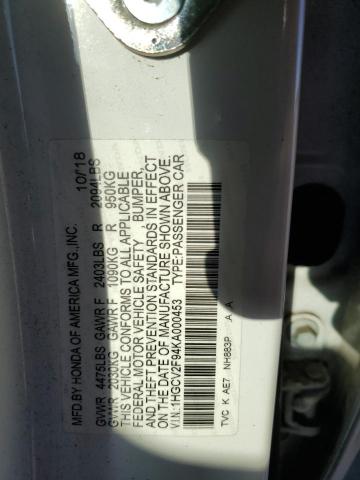 MFD.BY HONDA OF AMERICA MFG.,INC. 10/18
GVWR 4475LBS GAWR F 2403LBS R 2094LBS
GVWR 2030KG GAWR F 1090KG R 950KG
THIS VEHICLE CONFORMS TO ALL APPLICABLE
FEDERAL MOTOR VEHICLE SAFETY BUMPER,
AND THEFT PREVENTION STANDARDS IN EFFECT
ON THE DATE OF MANUFACTURE SHOWN ABOVE.
V.I.N.:1HGCV2F94KA000453 TYPE:PASSENGER CAR
TVC K AE7 NH883P A A